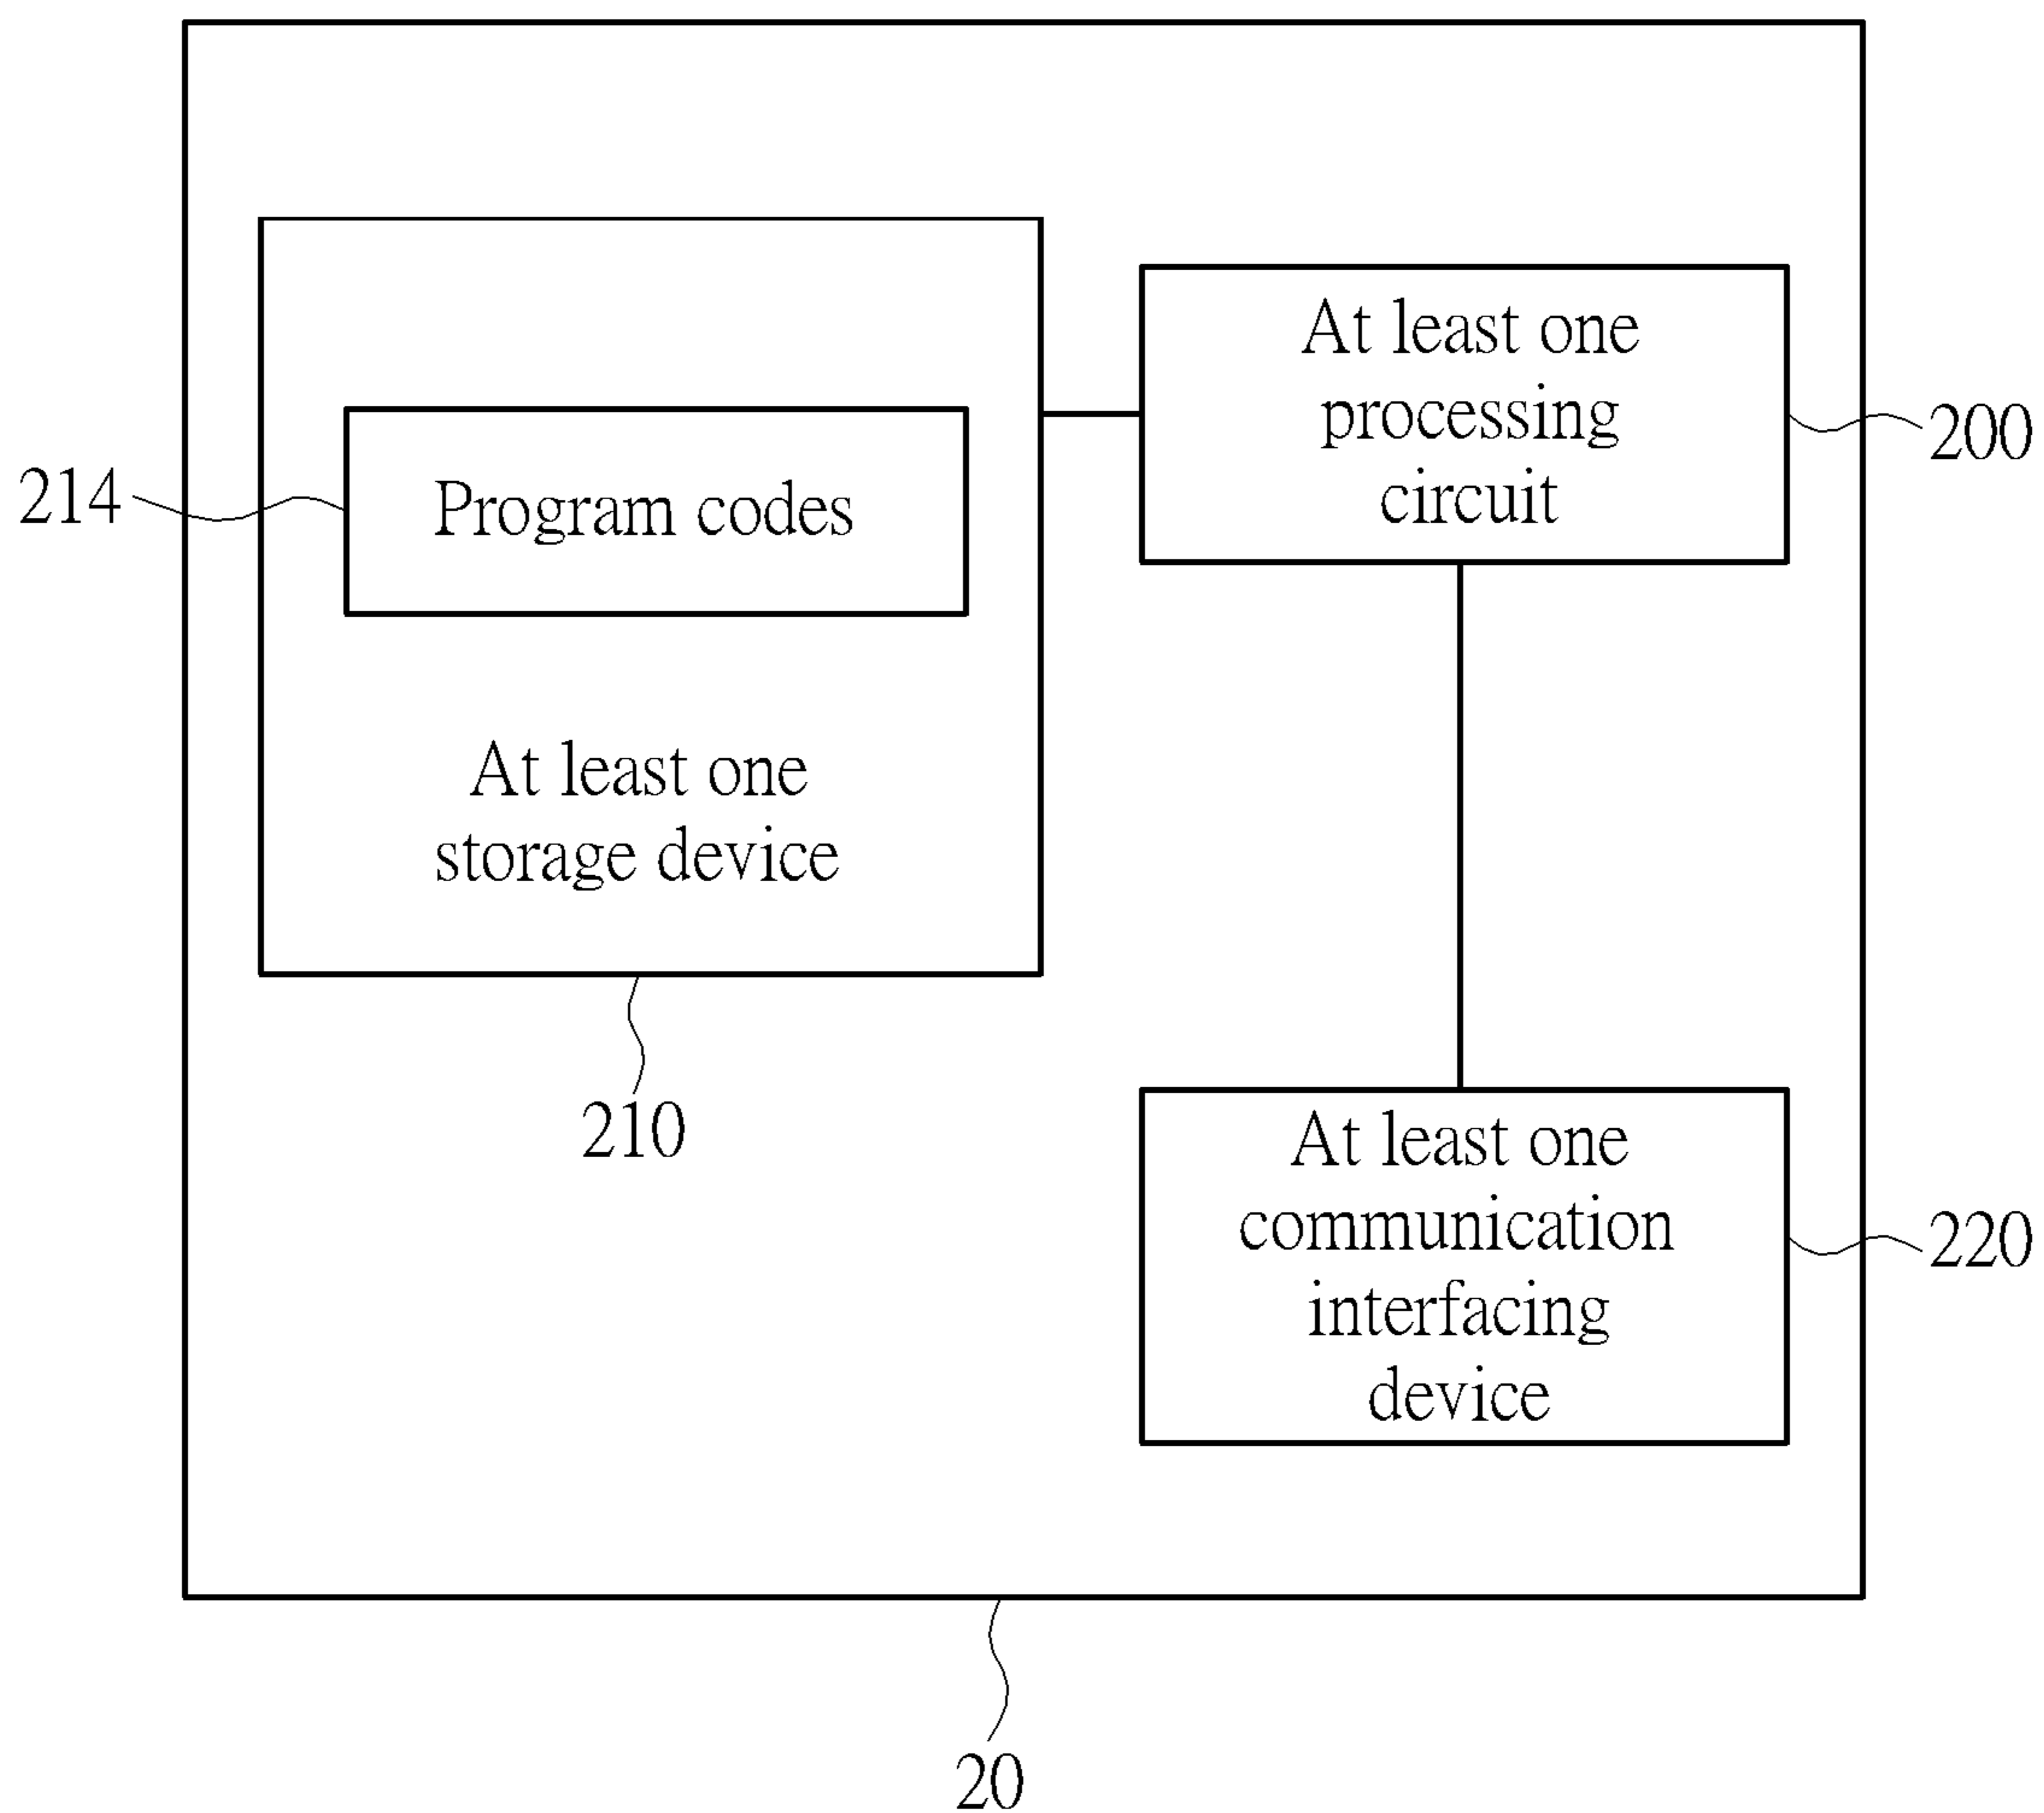 At least one
processing
circuit
200
214
Program codes
At least one
storage device
210
At least one
communication
interfacing
device
220
20